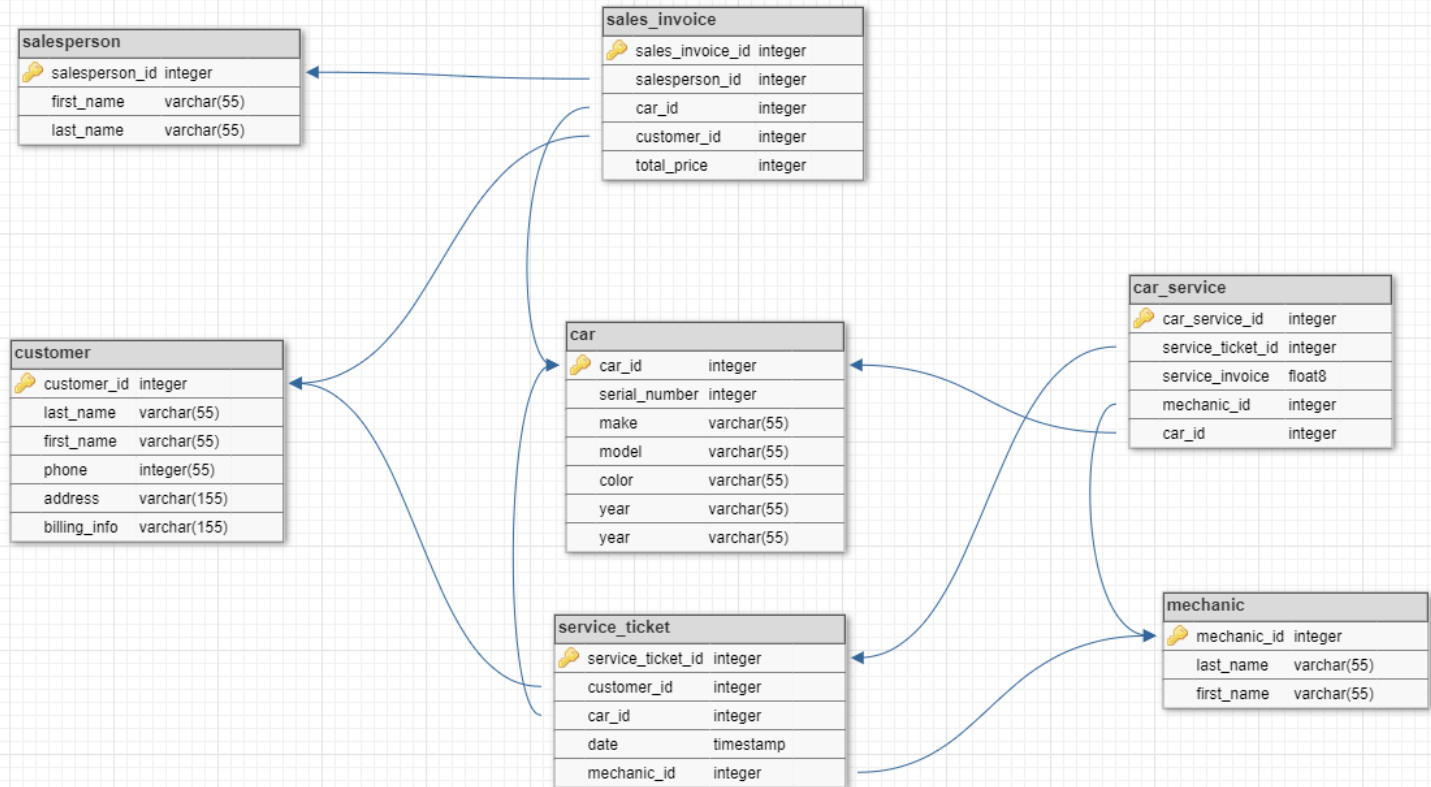 salesperson
salesperson_id integer
first_name varchar(55)
last_name varchar(55)
sales_invoice
sales_invoice_id integer
salesperson_id integer
car_id integer
customer_id integer
total_price integer
customer
customer_id integer
last_name varchar(55)
first_name varchar(55)
phone integer(55)
address varchar(155)
billing_info varchar(155)
car
car_id integer
serial_number integer
make varchar(55)
model varchar(55)
color varchar(55)
year varchar(55)
year varchar(55)
car_service
car_service_id integer
service_ticket_id integer
service_invoice float8
mechanic_id integer
car_id integer
service_ticket
service_ticket_id integer
customer_id integer
car_id integer
date timestamp
mechanic_id integer
mechanic
mechanic_id integer
last_name varchar(55)
first_name varchar(55)